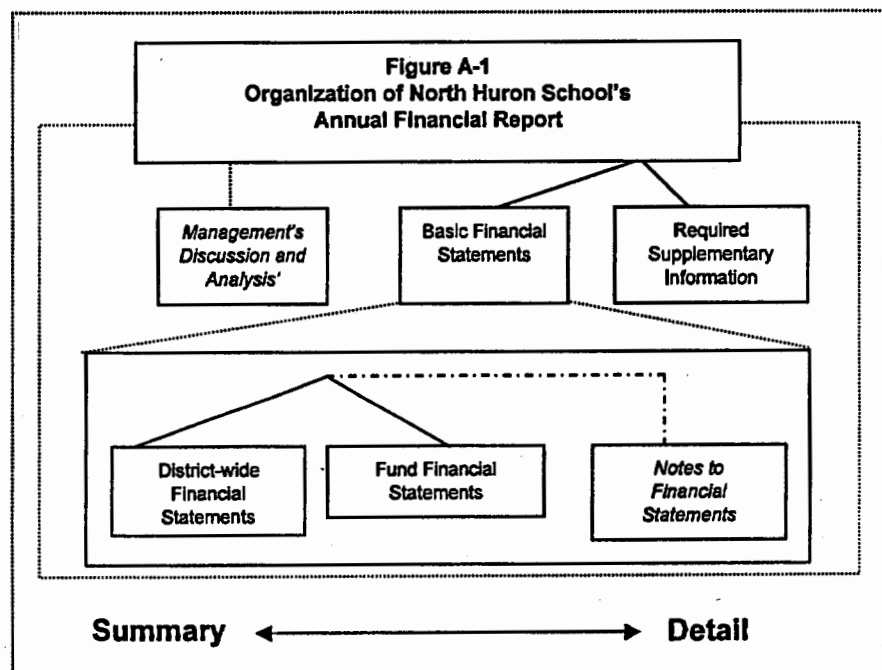 Figure A-1
Organization of North Huron School's
Annual Financial Report
Management's
Discussion and
Analysis'
Basic Financial
Statements
Required
Supplementary
Information
District-wide
Financial
Statements
Fund Financial
Statements
Notes to
Financial
Statements
Summary
Detail